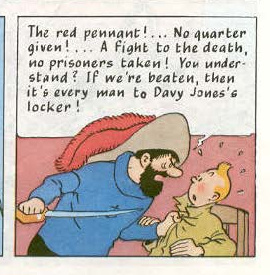 The red pennant!... No quarter
given!... A fight to the death,
no prisoners taken! You under-
stand? If we're beaten, then
it's every man to Davy Jones's
locker!